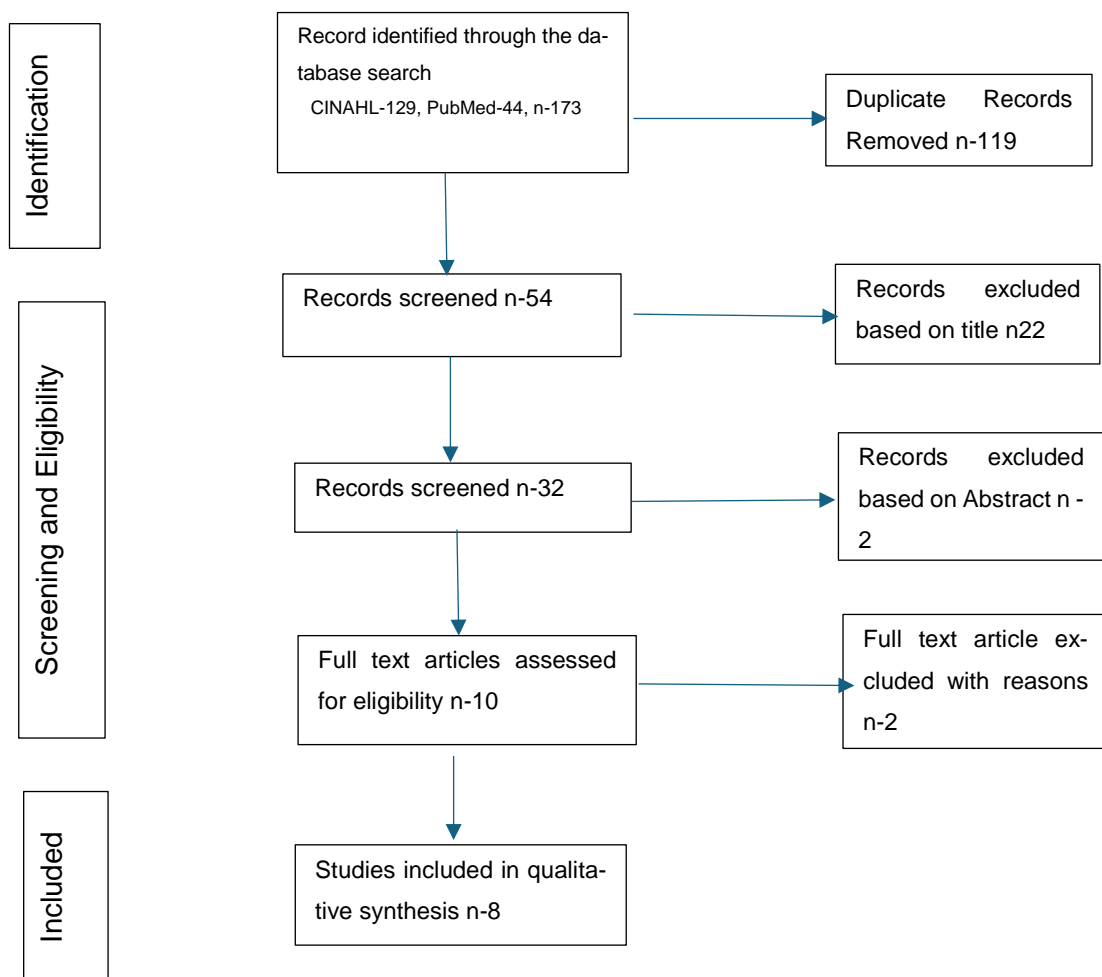 Identification
Record identified through the da-
tabase search
CINAHL-129, PubMed-44, n-173
Duplicate Records
Removed n-119
Screening and Eligibility
Records screened n-54
Records excluded
based on title n22
Records screened n-32
Records excluded
based on Abstract n -
2
Full text articles assessed
for eligibility n-10
Full text article ex-
cluded with reasons
n-2
Included
Studies included in qualita-
tive synthesis n-8